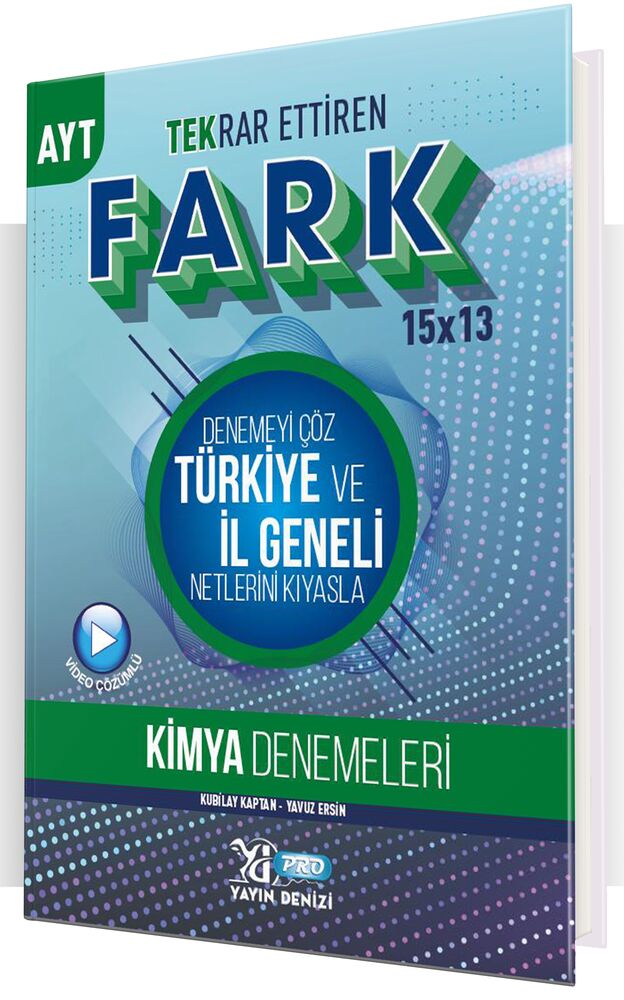 AYT
TEKRAR ETTİREN
FARK
15x13
DENEMEYİ ÇÖZ
TÜRKİYE VE
İL GENELİ
NETLERİNİ KIYASLA
VİDEO ÇÖZÜMLÜ
KİMYA DENEMELERİ
KUBİLAY KAPTAN - YAVUZ ERSİN
YD PRO
YAYIN DENİZİ